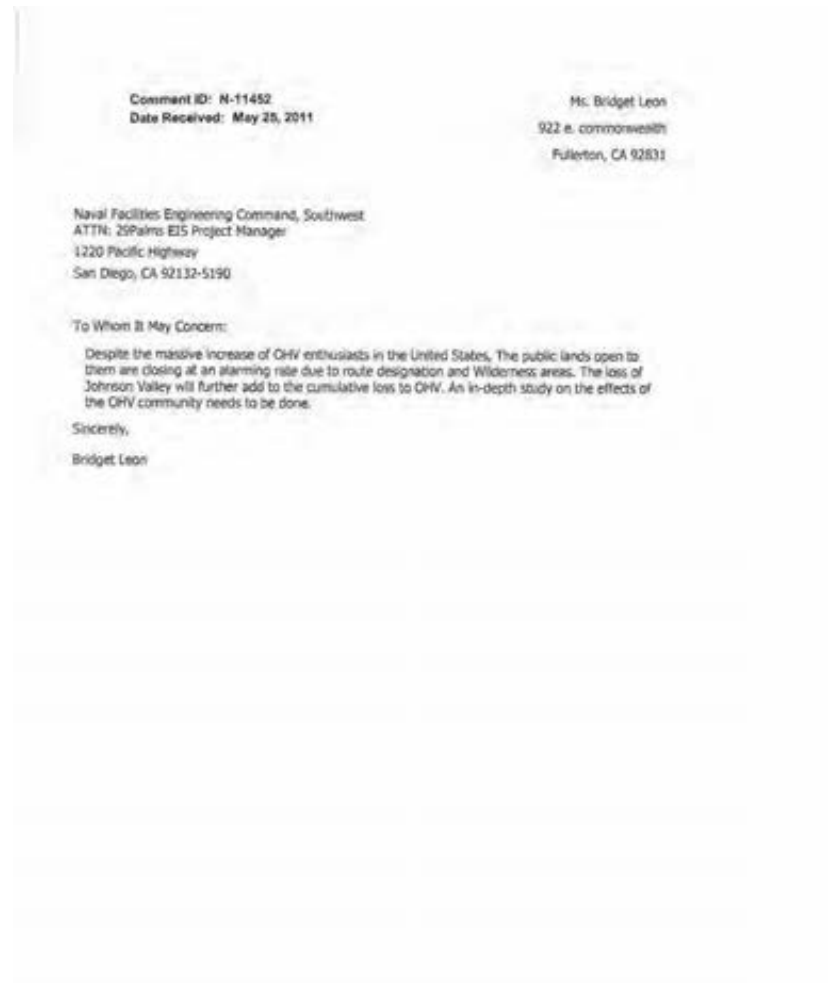 Comment ID: N-11452
Date Received: May 25, 2011
Ms. Bridget Leon
922 e. commonwealth
Fullerton, CA 92831
Naval Facilities Engineering Command, Southwest
ATTN: 29Palms EIS Project Manager
1220 Pacific Highway
San Diego, CA 92132-5190
To Whom It May Concern:
Despite the massive increase of OHV enthusiasts in the United States, The public lands open to
them are closing at an alarming rate due to route designation and Wilderness areas. The loss of
Johnson Valley will further add to the cumulative loss to OHV. An in-depth study on the effects of
the OHV community needs to be done.
Sincerely,
Bridget Leon